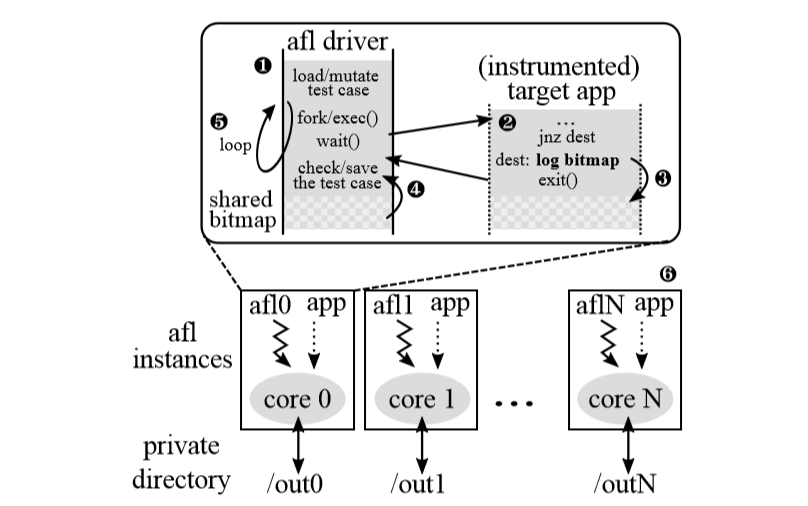 afl driver
❶
load/mutate
test case
❺
loop
fork/exec()
wait()
check/save
the test case
❹
shared
bitmap
(instrumented)
target app
❷
...
jnz dest
dest: log bitmap
exit()
❸
❻
afl
instances
afl0 app
core 0
afl1 app
core 1
...
aflN app
core N
private
directory
/out0
/out1
/outN